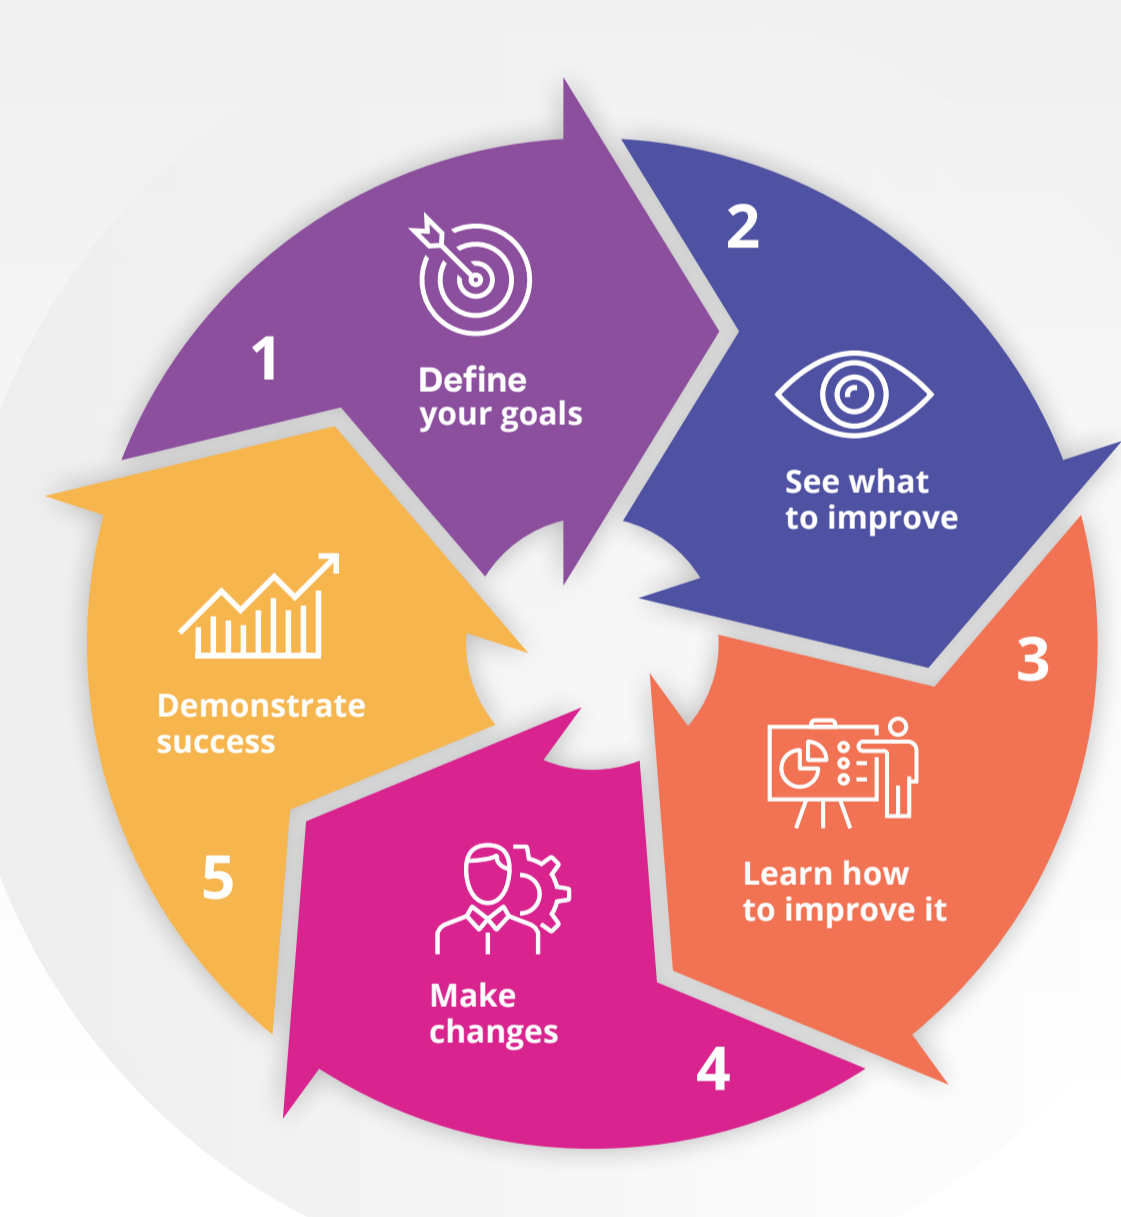 1
Define
your goals
2
See what
to improve
3
Learn how
to improve it
4
Make
changes
5
Demonstrate
success